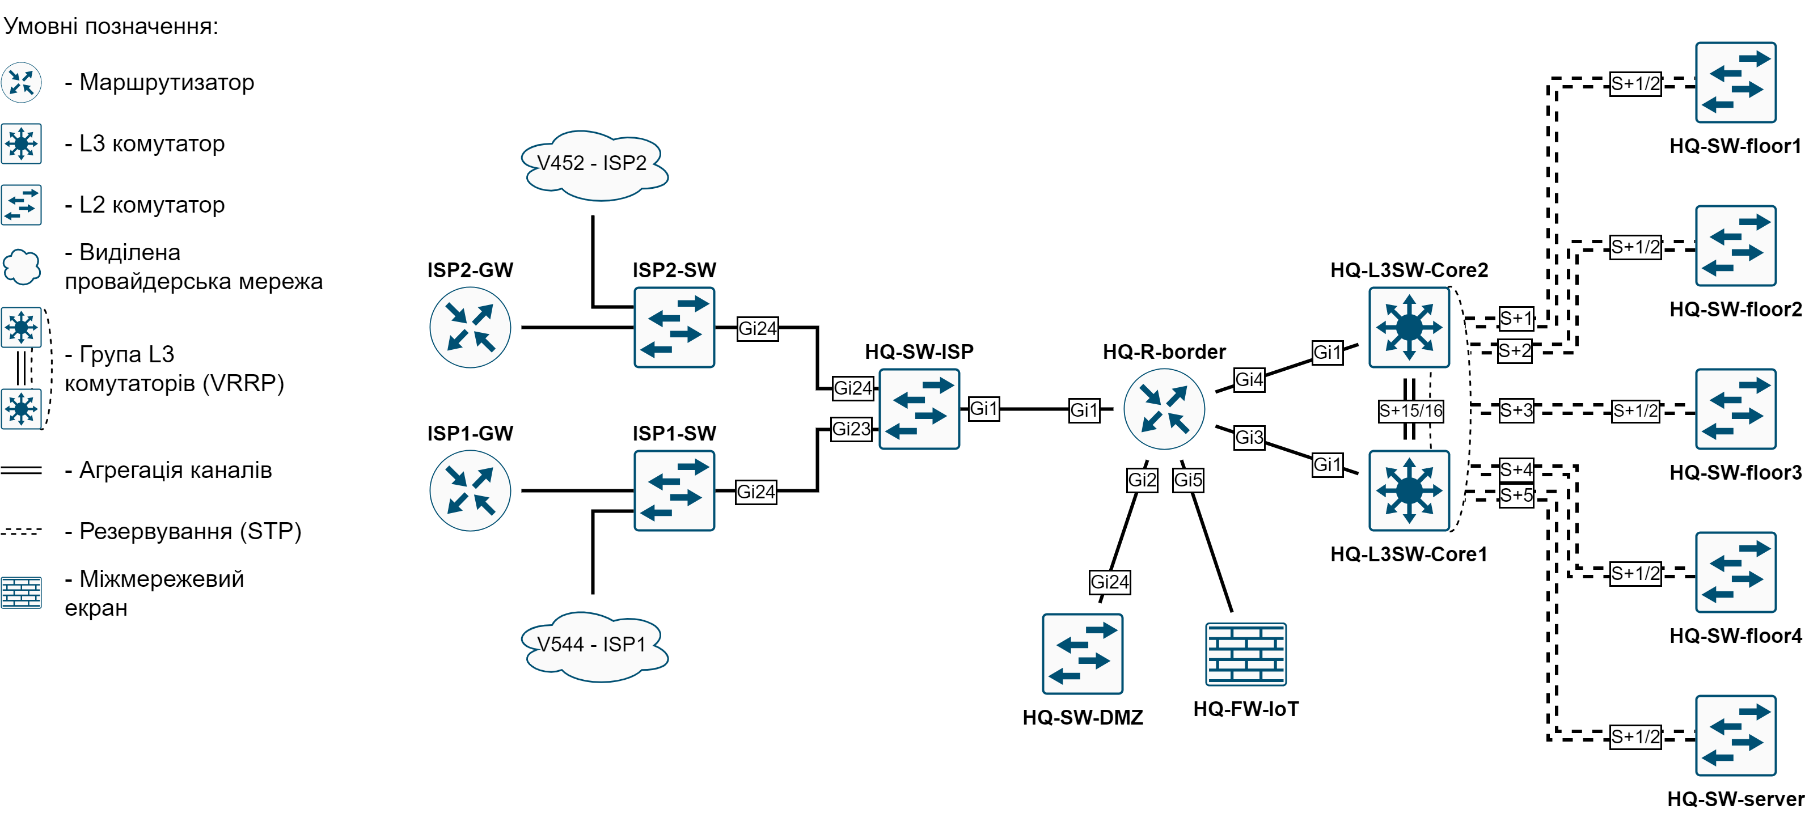 Умовні позначення:
- Маршрутизатор
- L3 комутатор
- L2 комутатор
- Виділена
провайдерська мережа
- Група L3
комутаторів (VRRP)
- Агрегація каналів
- Резервування (STP)
- Міжмережевий
екран
V452 - ISP2
ISP2-GW
ISP2-SW
Gi24
ISP1-GW
ISP1-SW
Gi24
V544 - ISP1
HQ-SW-ISP
Gi24
Gi23
Gi1
Gi1
HQ-R-border
Gi4
Gi1
Gi3
Gi1
Gi2
Gi5
Gi24
HQ-SW-DMZ
HQ-FW-IoT
HQ-L3SW-Core2
S+15/16
HQ-L3SW-Core1
S+1
S+2
S+3
S+4
S+5
S+1/2
HQ-SW-floor1
S+1/2
HQ-SW-floor2
S+1/2
HQ-SW-floor3
S+1/2
HQ-SW-floor4
S+1/2
HQ-SW-server